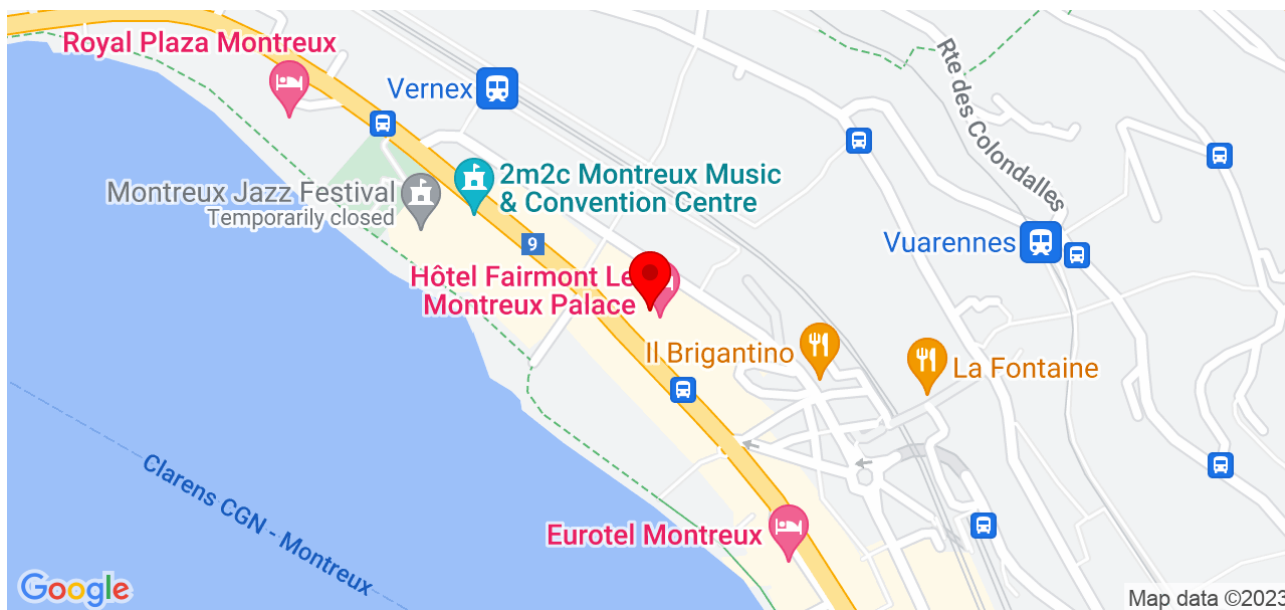 Royal Plaza Montreux
Vernex
Rte des Colondalles
2m2c Montreux Music
& Convention Centre
Montreux Jazz Festival
Temporarily closed
9
Vuarennes
Hôtel Fairmont Le
Montreux Palace
Il Brigantino
La Fontaine
Clarens CGN - Montreux
Eurotel Montreux
Google
Map data ©2023